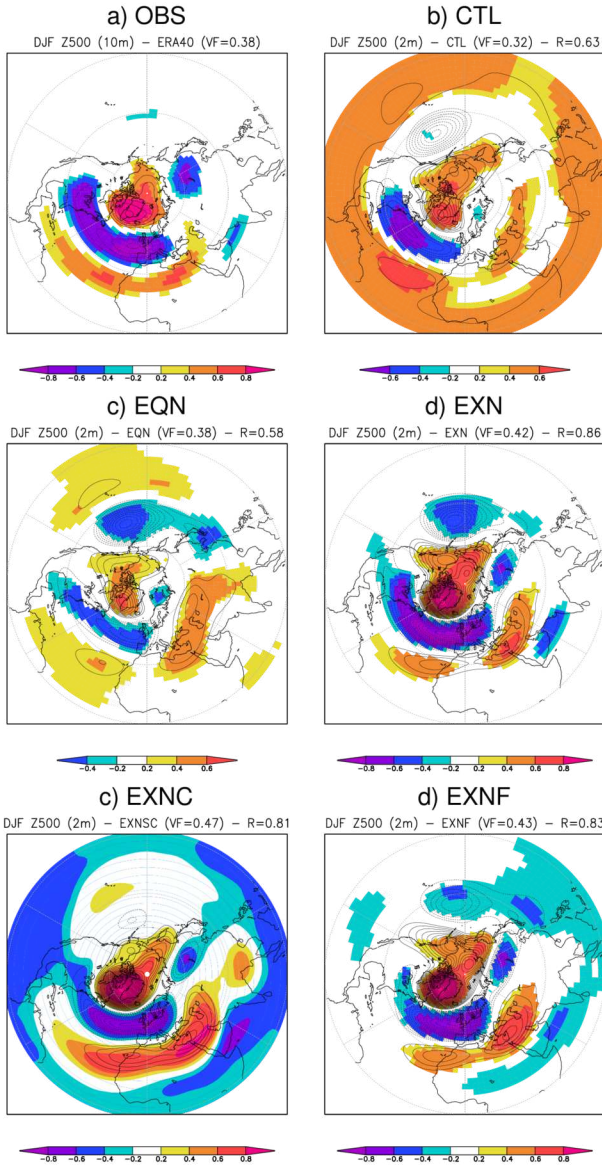 a) OBS
DJF Z500 (10m) – ERA40 (VF=0.38)
b) CTL
DJF Z500 (2m) – CTL (VF=0.32) – R=0.63
-0.8 -0.6 -0.4 -0.2 0.2 0.4 0.6 0.8
-0.6 -0.4 -0.2 0.2 0.4 0.6
c) EQN
DJF Z500 (2m) – EQN (VF=0.38) – R=0.58
d) EXN
DJF Z500 (2m) – EXN (VF=0.42) – R=0.86
-0.4 -0.2 0.2 0.4 0.6
-0.8 -0.6 -0.4 -0.2 0.2 0.4 0.6 0.8
c) EXNC
DJF Z500 (2m) – EXNSC (VF=0.47) – R=0.81
d) EXNF
DJF Z500 (2m) – EXNF (VF=0.43) – R=0.83
-0.8 -0.6 -0.4 -0.2 0.2 0.4 0.6 0.8
-0.8 -0.6 -0.4 -0.2 0.2 0.4 0.6 0.8